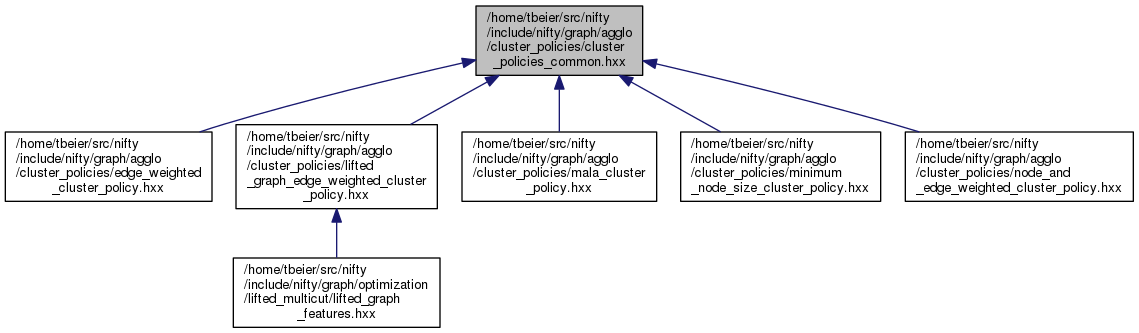 /home/tbeier/src/nifty
/include/nifty/graph/agglo
/cluster_policies/cluster
_policies_common.hxx
/home/tbeier/src/nifty
/include/nifty/graph/agglo
/cluster_policies/edge_weighted
_cluster_policy.hxx
/home/tbeier/src/nifty
/include/nifty/graph/agglo
/cluster_policies/lifted
_graph_edge_weighted_cluster
_policy.hxx
/home/tbeier/src/nifty
/include/nifty/graph/agglo
/cluster_policies/mala_cluster
_policy.hxx
/home/tbeier/src/nifty
/include/nifty/graph/agglo
/cluster_policies/minimum
_node_size_cluster_policy.hxx
/home/tbeier/src/nifty
/include/nifty/graph/agglo
/cluster_policies/node_and
_edge_weighted_cluster_policy.hxx
/home/tbeier/src/nifty
/include/nifty/graph/optimization
/lifted_multicut/lifted_graph
_features.hxx